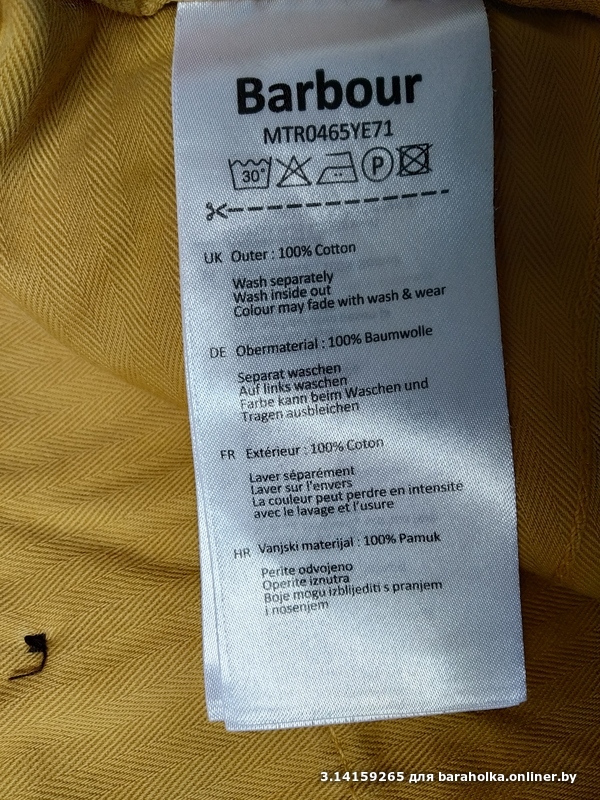 Barbour
MTR0465YE71
30° P
UK Outer : 100% Cotton
Wash separately
Wash inside out
Colour may fade with wash & wear
DE Obermaterial : 100% Baumwolle
Separat waschen
Auf links waschen
Farbe kann beim Waschen und
Tragen ausbleichen
FR Extérieur : 100% Coton
Laver séparément
Laver sur l'envers
La couleur peut perdre en intensite
avec le lavage et l'usure
HR Vanjski materijal : 100% Pamuk
Perite odvojeno
Operite iznutra
Boje mogu izblijediti s pranjem
i nosenjem
3.14159265 для baraholka.onliner.by